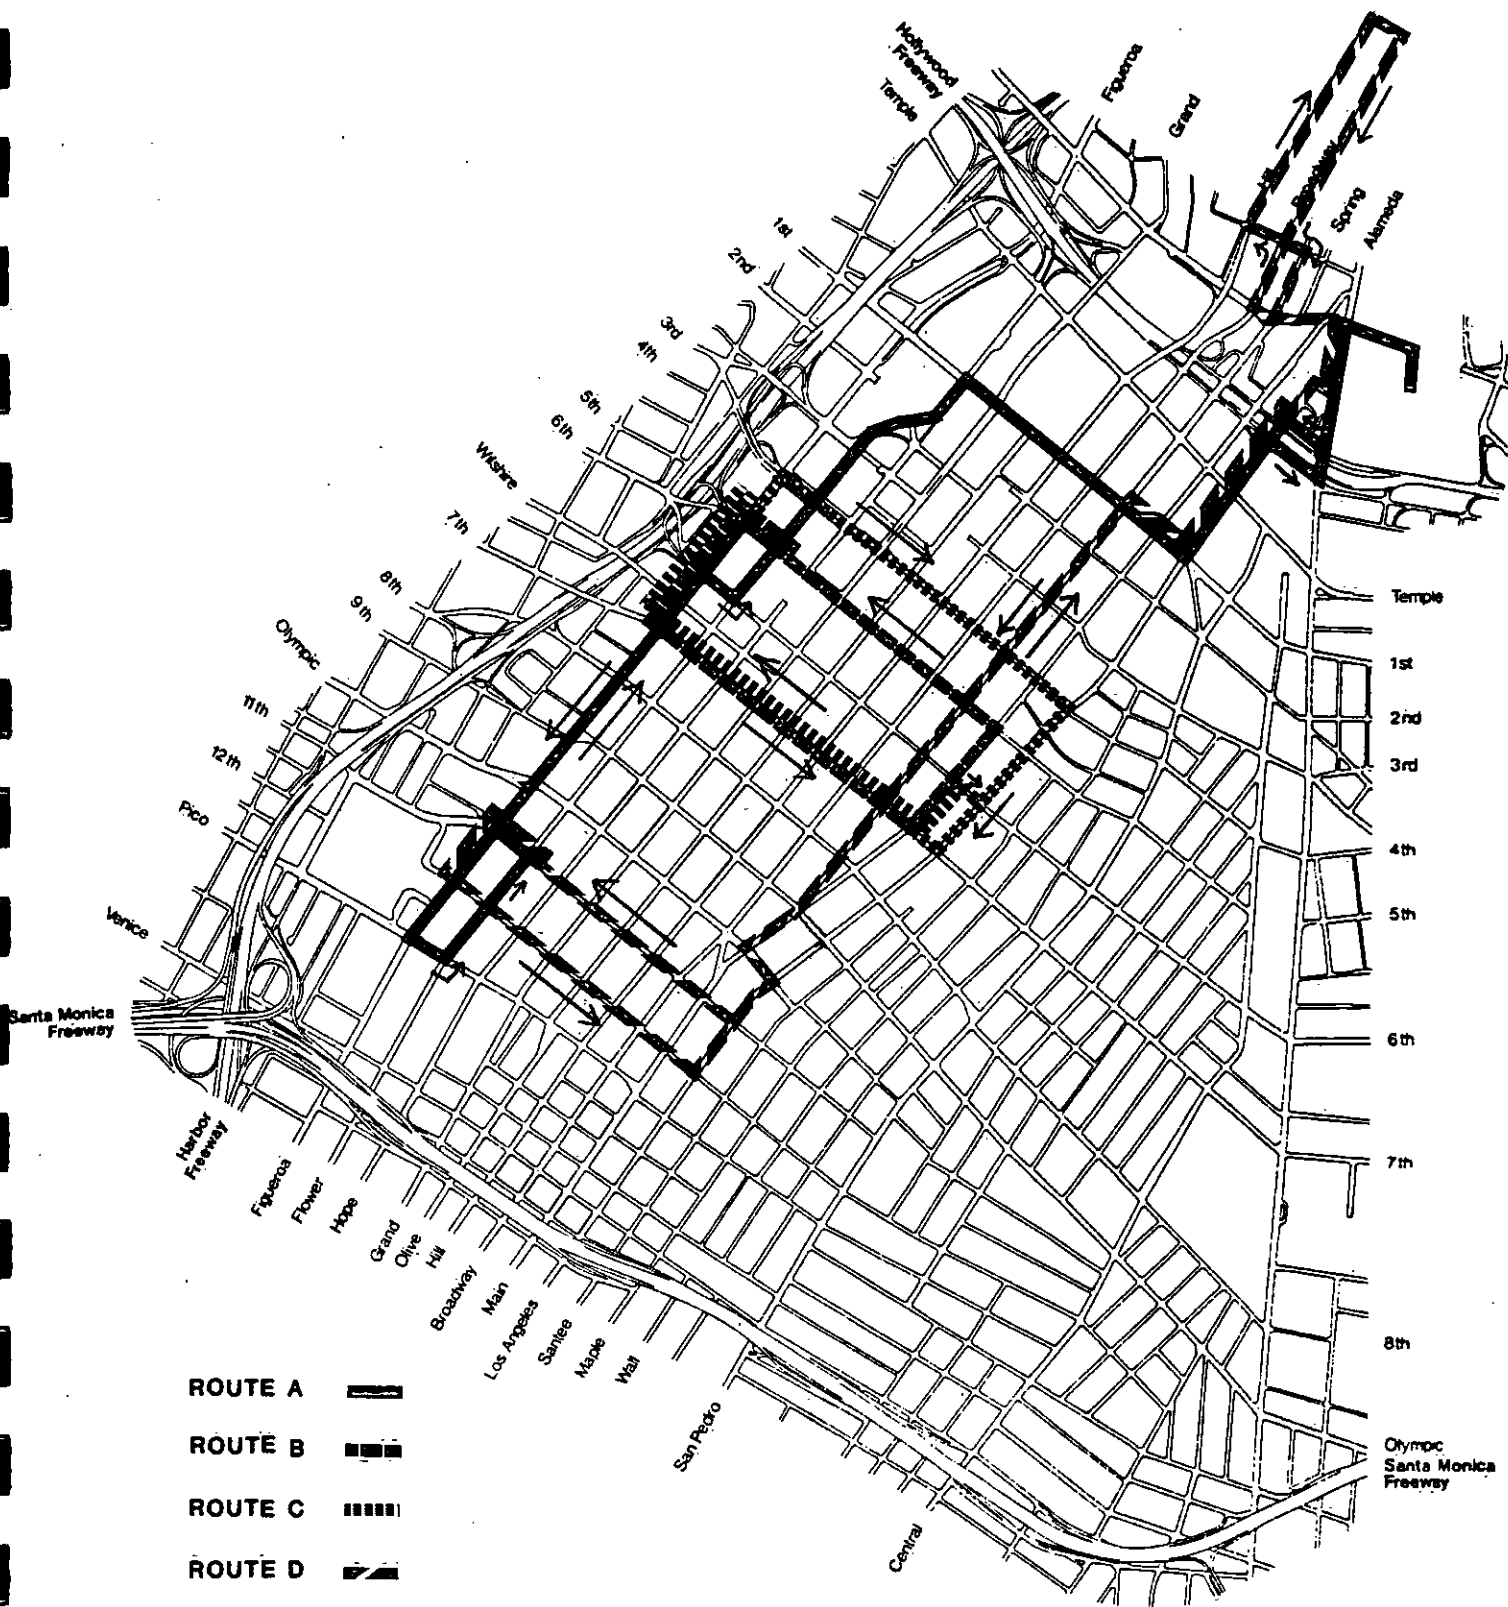 Hollywood
Freeway
Temple
Figueroa
Grand
Hill
Broadway
Spring
Alameda
1st
2nd
3rd
4th
5th
6th
Wilshire
7th
8th
9th
Olympic
11th
12th
Pico
Venice
Santa Monica
Freeway
Harbor
Freeway
Figueroa
Flower
Hope
Grand
Olive
Hill
Broadway
Main
Los Angeles
Santee
Maple
Wall
San Pedro
Central
Temple
1st
2nd
3rd
4th
5th
6th
7th
8th
Olympic
Santa Monica
Freeway
ROUTE A
ROUTE B
ROUTE C
ROUTE D